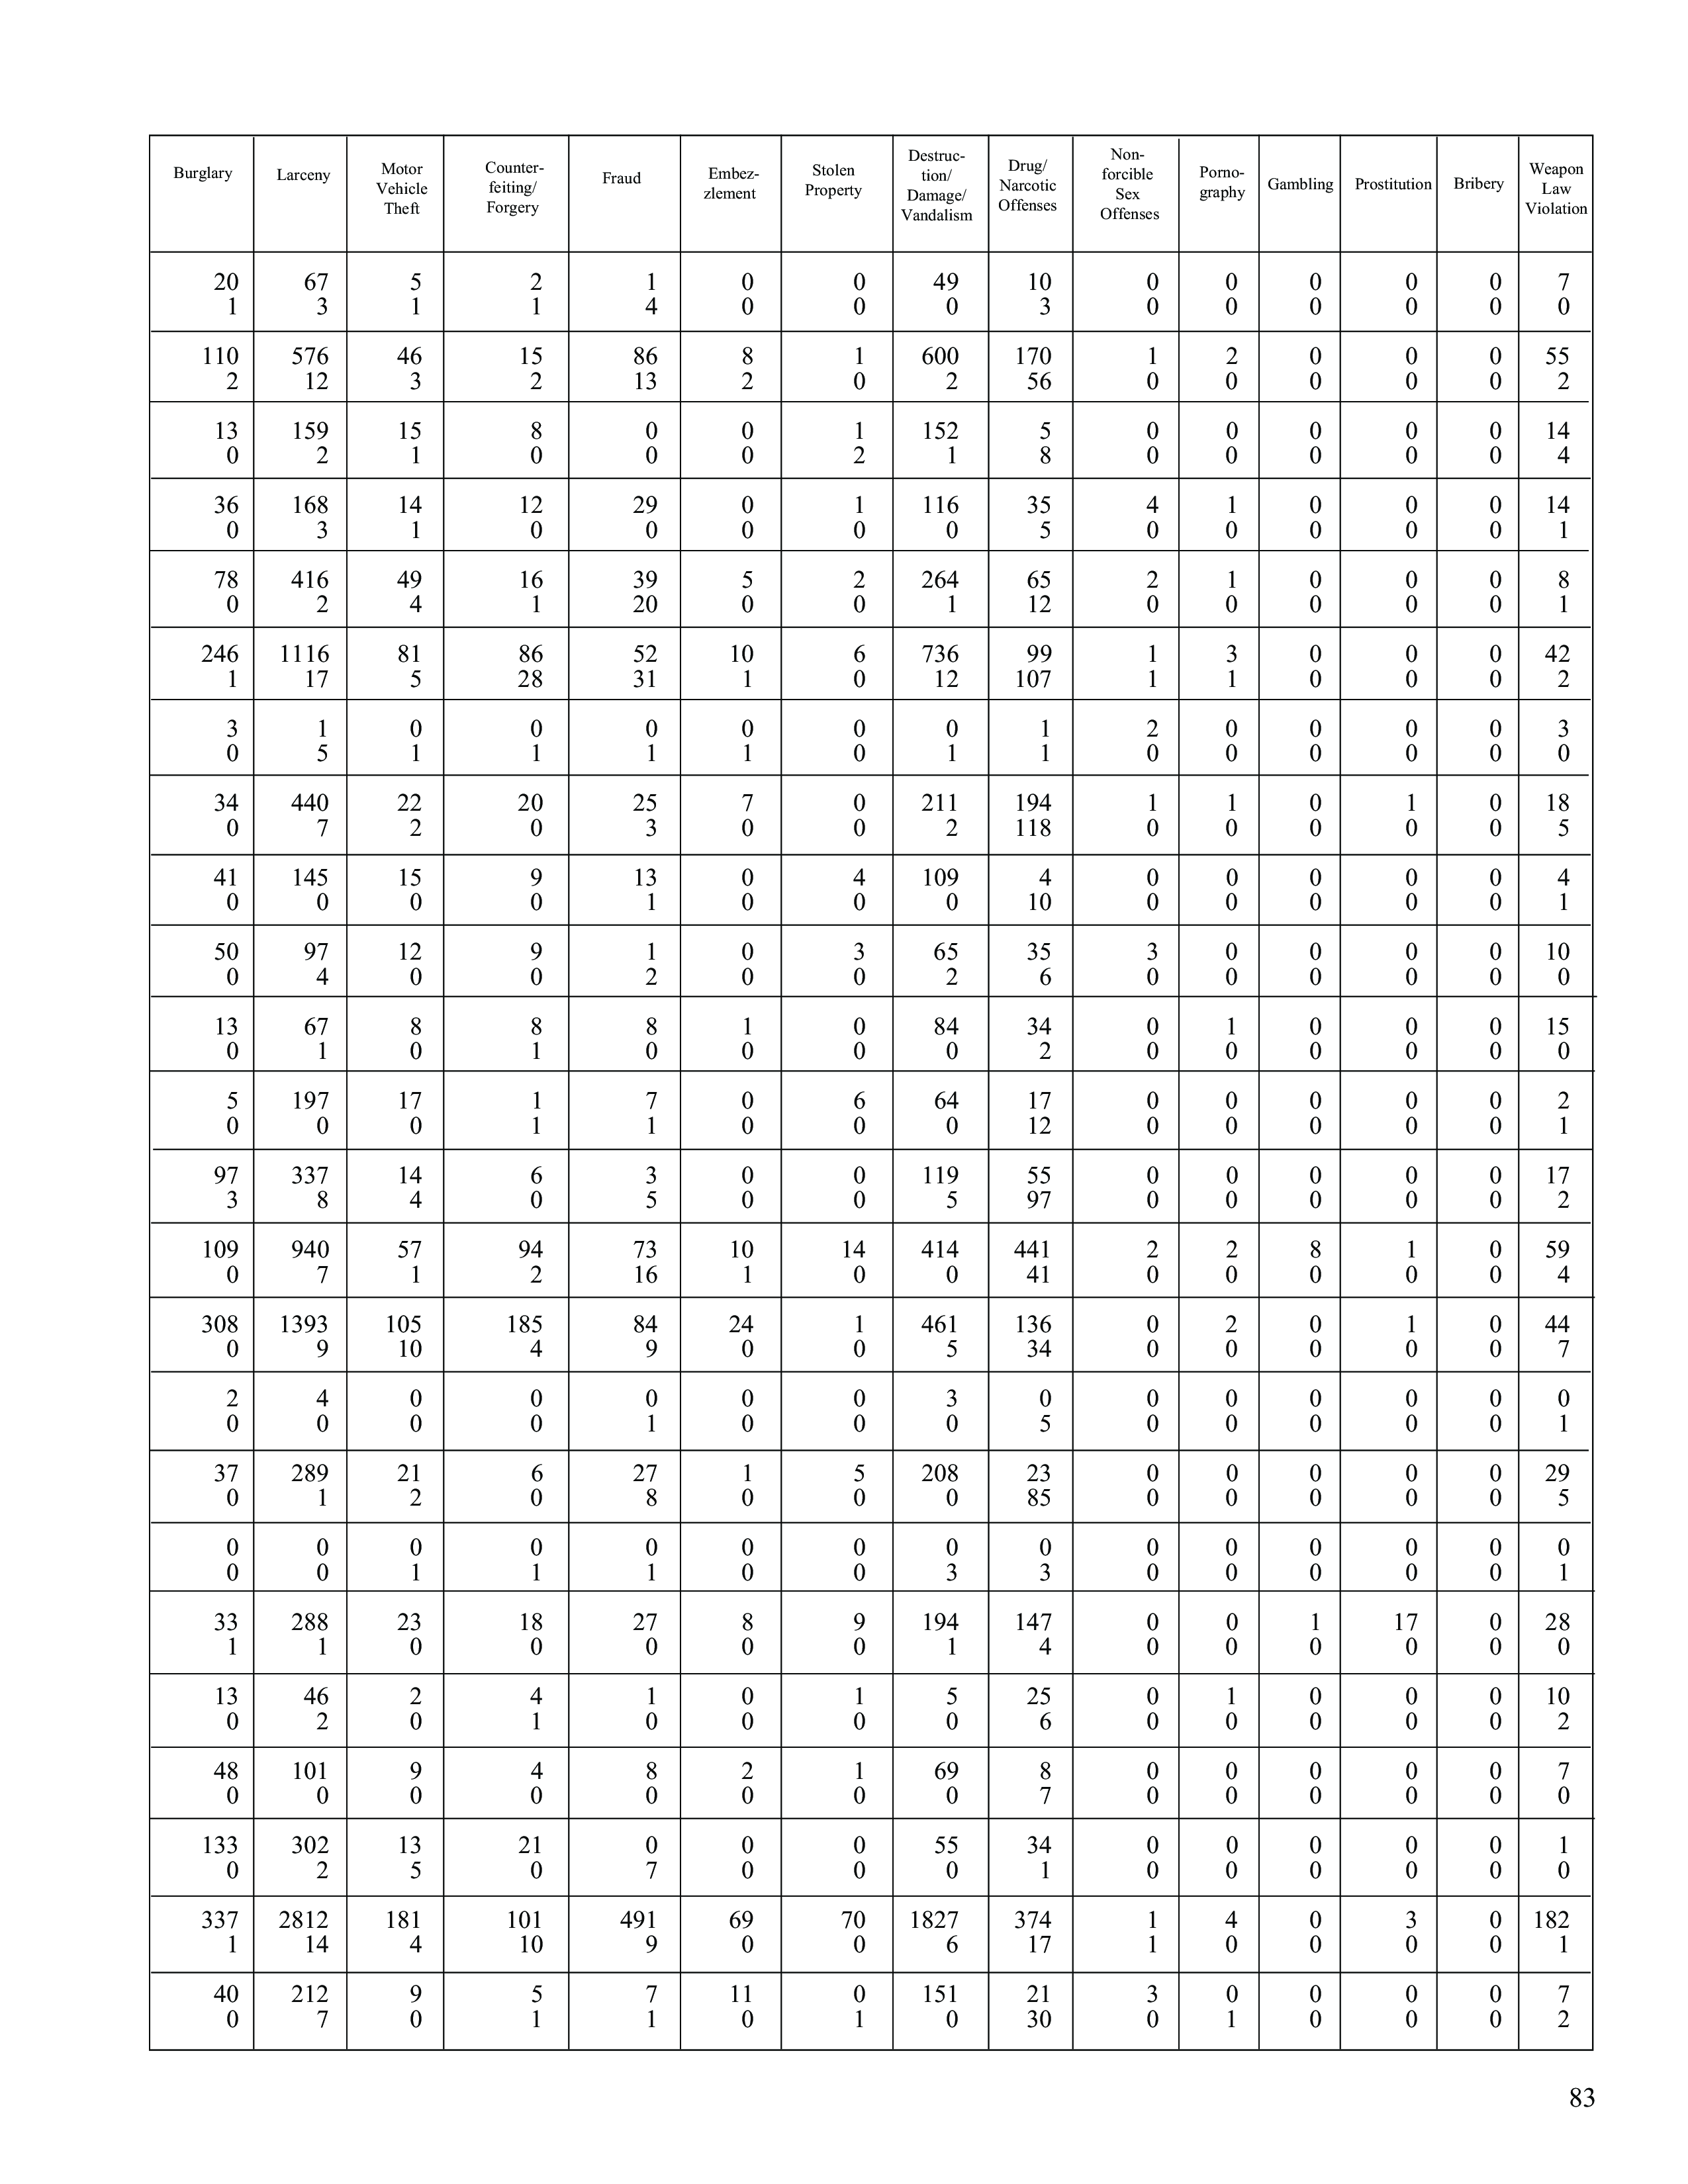 Burglary Larceny Motor Vehicle Theft Counter-feiting/ Forgery Fraud Embez-zlement Stolen Property Destruc-tion/ Damage/ Vandalism Drug/ Narcotic Offenses Non-forcible Sex Offenses Porno-graphy Gambling Prostitution Bribery Weapon Law Violation
20 67 5 2 1 0 0 49 10 0 0 0 0 0 7
1 3 1 1 4 0 0 0 3 0 0 0 0 0 0
110 576 46 15 86 8 1 600 170 1 2 0 0 0 55
2 12 3 2 13 2 0 2 56 0 0 0 0 0 2
13 159 15 8 0 0 1 152 5 0 0 0 0 0 14
0 2 1 0 0 0 2 1 8 0 0 0 0 0 4
36 168 14 12 29 0 1 116 35 4 1 0 0 0 14
0 3 1 0 0 0 0 0 5 0 0 0 0 0 1
78 416 49 16 39 5 2 264 65 2 1 0 0 0 8
0 2 4 1 20 0 0 1 12 0 0 0 0 0 1
246 1116 81 86 52 10 6 736 99 1 3 0 0 0 42
1 17 5 28 31 1 0 12 107 1 1 0 0 0 2
3 1 0 0 0 0 0 0 1 2 0 0 0 0 3
0 5 1 1 1 1 0 1 1 0 0 0 0 0 0
34 440 22 20 25 7 0 211 194 1 1 0 1 0 18
0 7 2 0 3 0 0 2 118 0 0 0 0 0 5
41 145 15 9 13 0 4 109 4 0 0 0 0 0 4
0 0 0 0 1 0 0 0 10 0 0 0 0 0 1
50 97 12 9 1 0 3 65 35 3 0 0 0 0 10
0 4 0 0 2 0 0 2 6 0 0 0 0 0 0
13 67 8 8 8 1 0 84 34 0 1 0 0 0 15
0 1 0 1 0 0 0 0 2 0 0 0 0 0 0
5 197 17 1 7 0 6 64 17 0 0 0 0 0 2
0 0 0 1 1 0 0 0 12 0 0 0 0 0 1
97 337 14 6 3 0 0 119 55 0 0 0 0 0 17
3 8 4 0 5 0 0 5 97 0 0 0 0 0 2
109 940 57 94 73 10 14 414 441 2 2 8 1 0 59
0 7 1 2 16 1 0 0 41 0 0 0 0 0 4
308 1393 105 185 84 24 1 461 136 0 2 0 1 0 44
0 9 10 4 9 0 0 5 34 0 0 0 0 0 7
2 4 0 0 0 0 0 3 0 0 0 0 0 0 0
0 0 0 0 1 0 0 0 5 0 0 0 0 0 1
37 289 21 6 27 1 5 208 23 0 0 0 0 0 29
0 1 2 0 8 0 0 0 85 0 0 0 0 0 5
0 0 0 0 0 0 0 0 0 0 0 0 0 0 0
0 0 1 1 1 0 0 3 3 0 0 0 0 0 1
33 288 23 18 27 8 9 194 147 0 0 1 17 0 28
1 1 0 0 0 0 0 1 4 0 0 0 0 0 0
13 46 2 4 1 0 1 5 25 0 1 0 0 0 10
0 2 0 1 0 0 0 0 6 0 0 0 0 0 2
48 101 9 4 8 2 1 69 8 0 0 0 0 0 7
0 0 0 0 0 0 0 0 7 0 0 0 0 0 0
133 302 13 21 0 0 0 55 34 0 0 0 0 0 1
0 2 5 0 7 0 0 0 1 0 0 0 0 0 0
337 2812 181 101 491 69 70 1827 374 1 4 0 3 0 182
1 14 4 10 9 0 0 6 17 1 0 0 0 0 1
40 212 9 5 7 11 0 151 21 3 0 0 0 0 7
0 7 0 1 1 0 1 0 30 0 1 0 0 0 2
83